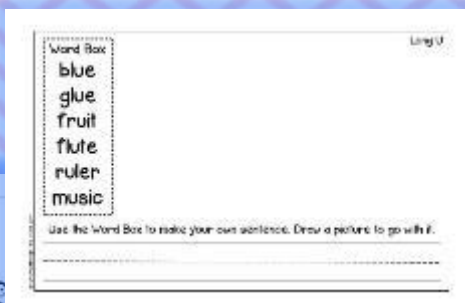 Word Box
Long U
blue
glue
fruit
flute
ruler
music
Use the Word Box to make your own sentence. Draw a picture to go with it.